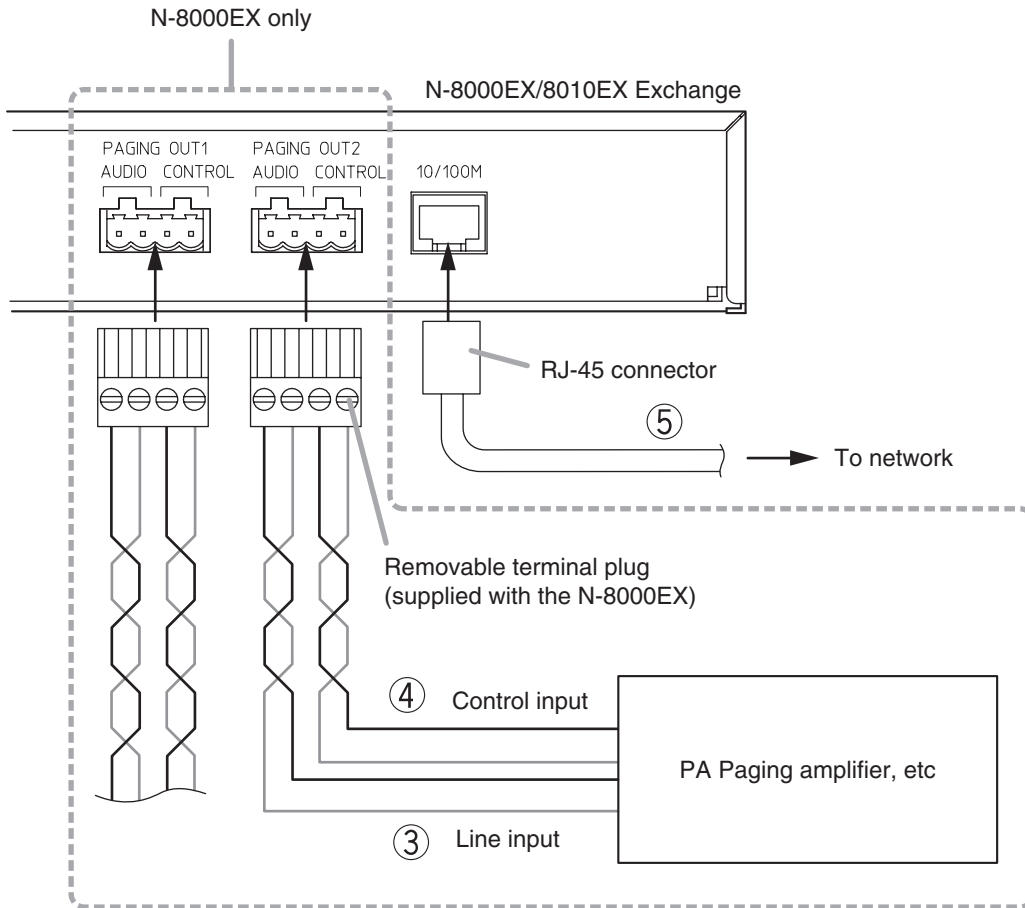 N-8000EX only
N-8000EX/8010EX Exchange
PAGING OUT1
AUDIO CONTROL
PAGING OUT2
AUDIO CONTROL
10/100M
RJ-45 connector
⑤
To network
Removable terminal plug
(supplied with the N-8000EX)
④ Control input
PA Paging amplifier, etc
③ Line input